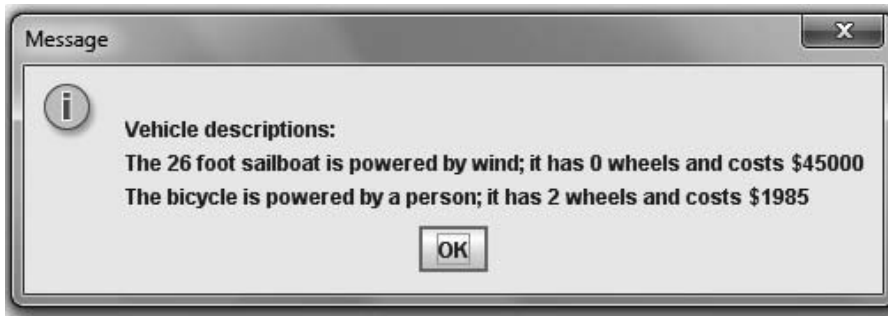 Message
x
i
Vehicle descriptions:
The 26 foot sailboat is powered by wind; it has 0 wheels and costs $45000
The bicycle is powered by a person; it has 2 wheels and costs $1985
OK